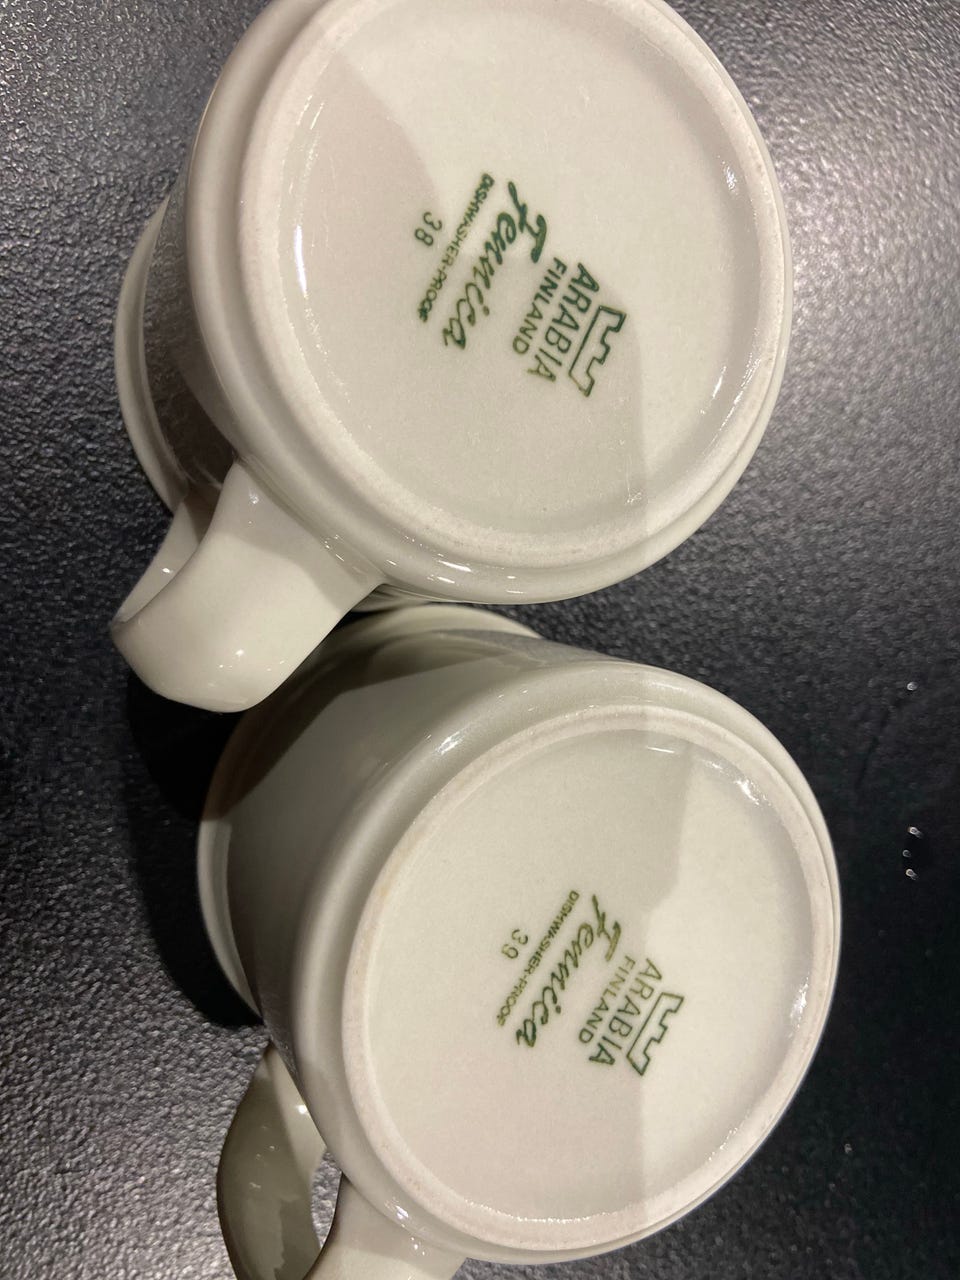 ARABIA
FINLAND
Fennica
DISHWASHER-PROOF
38
ARABIA
FINLAND
Fennica
DISHWASHER-PROOF
39